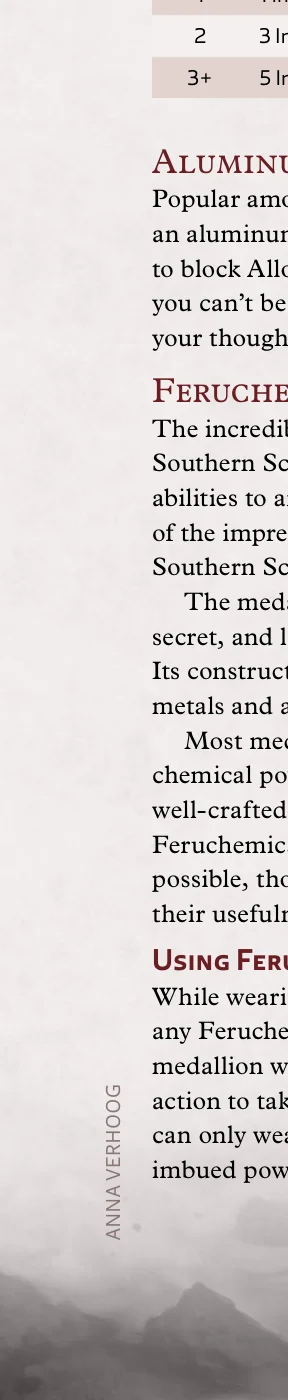 2 3 In
3+ 5 In
ALUMINU
Popular amo
an aluminur
to block Allo
you can't be
your though
FERUCHE
The incredib
Southern Sc
abilities to a
of the impre
Southern Sc
The meda
secret, and l
Its construct
metals and a
Most med
chemical po
well-crafted
Feruchemic
possible, tho
their usefuln
USING FERU
While weari
any Feruche
medallion w
action to tak
can only wea
imbued pow
ANNA VERHOOG